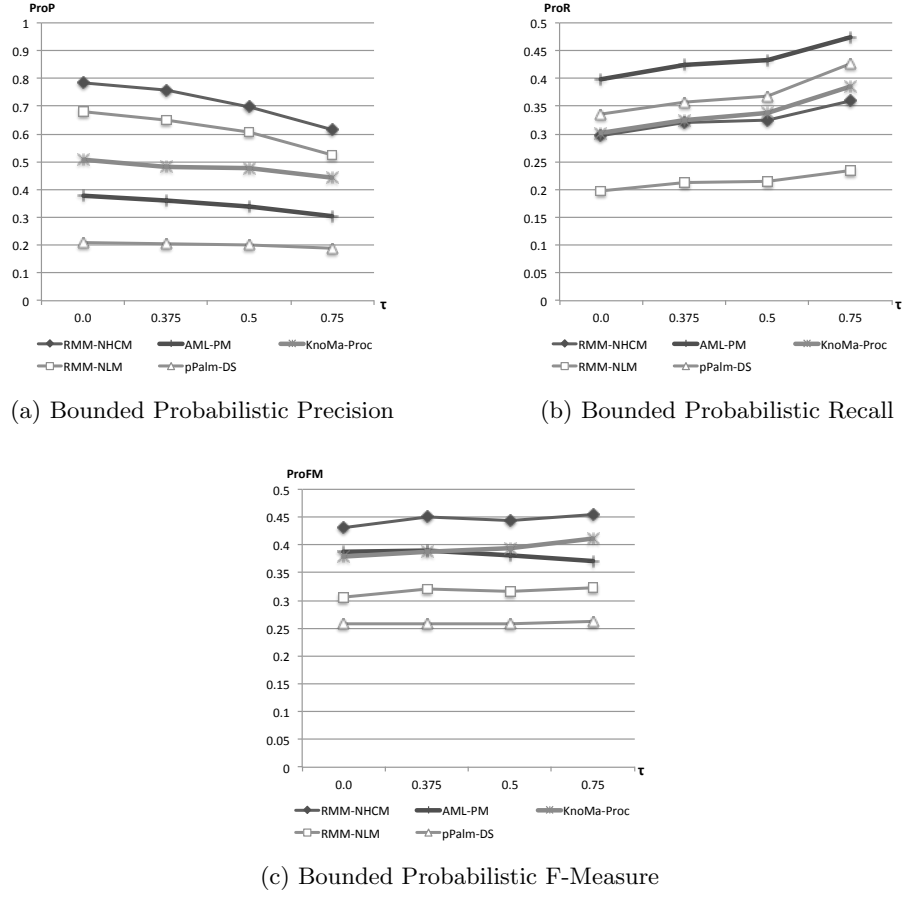 ProP
1
0.9
0.8
0.7
0.6
0.5
0.4
0.3
0.2
0.1
0
τ
0.0 0.375 0.5 0.75
RMM-NHCM AML-PM KnoMa-Proc
RMM-NLM pPalm-DS
(a) Bounded Probabilistic Precision
ProR
0.5
0.45
0.4
0.35
0.3
0.25
0.2
0.15
0.1
0.05
0
τ
0.0 0.375 0.5 0.75
RMM-NHCM AML-PM KnoMa-Proc
RMM-NLM pPalm-DS
(b) Bounded Probabilistic Recall
ProFM
0.5
0.45
0.4
0.35
0.3
0.25
0.2
0.15
0.1
0.05
0
τ
0.0 0.375 0.5 0.75
RMM-NHCM AML-PM KnoMa-Proc
RMM-NLM pPalm-DS
(c) Bounded Probabilistic F-Measure